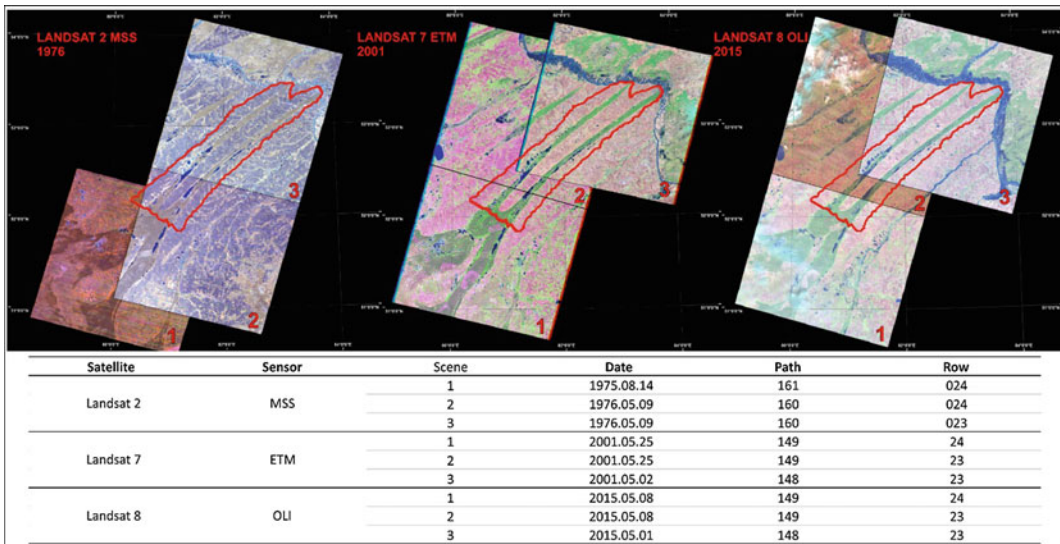 LANDSAT 2 MSS
1976
LANDSAT 7 ETM
2001
LANDSAT 8 OLI
2015
3
1
2
2
3
1
2
3
1
Satellite Sensor Scene Date Path Row
Landsat 2 MSS
1 1975.08.14 161 024
2 1976.05.09 160 024
3 1976.05.09 160 023
Landsat 7 ETM
1 2001.05.25 149 24
2 2001.05.25 149 23
3 2001.05.02 148 23
Landsat 8 OLI
1 2015.05.08 149 24
2 2015.05.08 149 23
3 2015.05.01 148 23